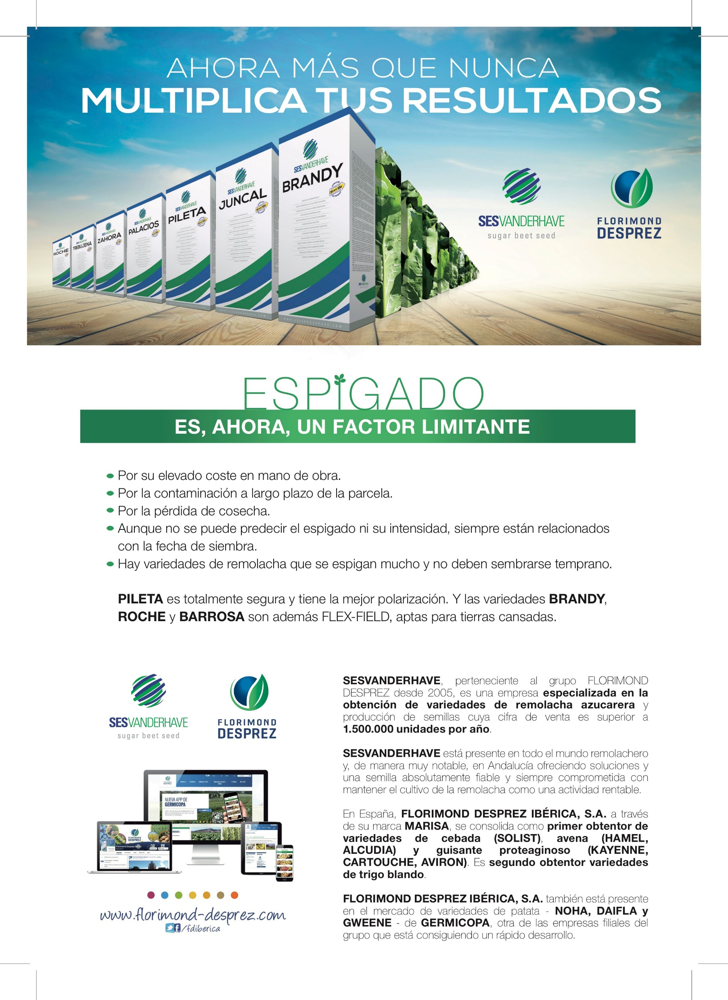 AHORA MÁS QUE NUNCA
MULTIPLICA TUS RESULTADOS
SESVANDERHAVE
ROCHE
TREBUJENA
ZAHORA
PALACIOS
SESVANDERHAVE
PILETA
SESVANDERHAVE
JUNCAL
SESVANDERHAVE
BRANDY
Start Up
WWW.SESVANDERHAVE.COM
SESVANDERHAVE
sugar beet seed
FLORIMOND
DESPREZ
ESPIGADO
ES, AHORA, UN FACTOR LIMITANTE
Por su elevado coste en mano de obra.
Por la contaminación a largo plazo de la parcela.
Por la pérdida de cosecha.
Aunque no se puede predecir el espigado ni su intensidad, siempre están relacionados
con la fecha de siembra.
Hay variedades de remolacha que se espigan mucho y no deben sembrarse temprano.
PILETA es totalmente segura y tiene la mejor polarización. Y las variedades BRANDY,
ROCHE y BARROSA son además FLEX-FIELD, aptas para tierras cansadas.
SESVANDERHAVE
sugar beet seed
FLORIMOND
DESPREZ
NUEVA APP DE
GERMICOPA
FLORIMOND
DESPREZ
www.florimond-desprez.com
/fdiberica
SESVANDERHAVE, perteneciente al grupo FLORIMOND
DESPREZ desde 2005, es una empresa especializada en la
obtención de variedades de remolacha azucarera y
producción de semillas cuya cifra de venta es superior a
1.500.000 unidades por año.
SESVANDERHAVE está presente en todo el mundo remolachero
y, de manera muy notable, en Andalucía ofreciendo soluciones y
una semilla absolutamente fiable y siempre comprometida con
mantener el cultivo de la remolacha como una actividad rentable.
En España, FLORIMOND DESPREZ IBÉRICA, S.A. a través
de su marca MARISA, se consolida como primer obtentor de
variedades de cebada (SOLIST), avena (HAMEL,
ALCUDIA) y guisante proteaginoso (KAYENNE,
CARTOUCHE, AVIRON). Es segundo obtentor variedades
de trigo blando.
FLORIMOND DESPREZ IBÉRICA, S.A. también está presente
en el mercado de variedades de patata - NOHA, DAIFLA y
GWEENE - de GERMICOPA, otra de las empresas filiales del
grupo que está consiguiendo un rápido desarrollo.